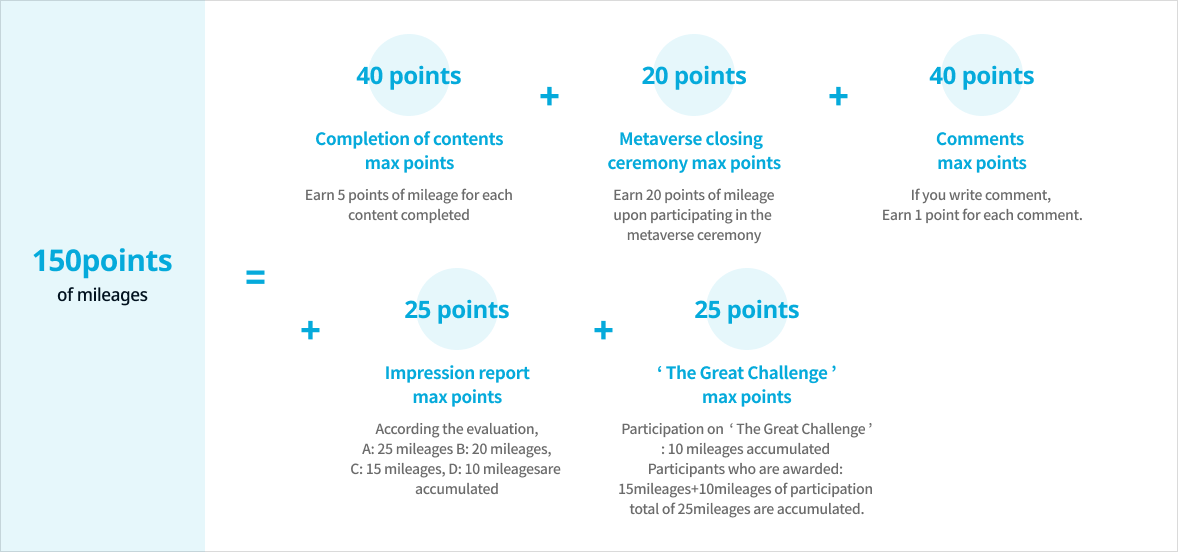 150points
of mileages
=
40 points
Completion of contents
max points
Earn 5 points of mileage for each
content completed
+
20 points
Metaverse closing
ceremony max points
Earn 20 points of mileage
upon participating in the
metaverse ceremony
+
40 points
Comments
max points
If you write comment,
Earn 1 point for each comment.
+
25 points
Impression report
max points
According the evaluation,
A: 25 mileages B: 20 mileages,
C: 15 mileages, D: 10 mileagesare
accumulated
+
25 points
‘ The Great Challenge ’
max points
Participation on ‘ The Great Challenge ’
: 10 mileages accumulated
Participants who are awarded:
15mileages+10mileages of participation
total of 25mileages are accumulated.